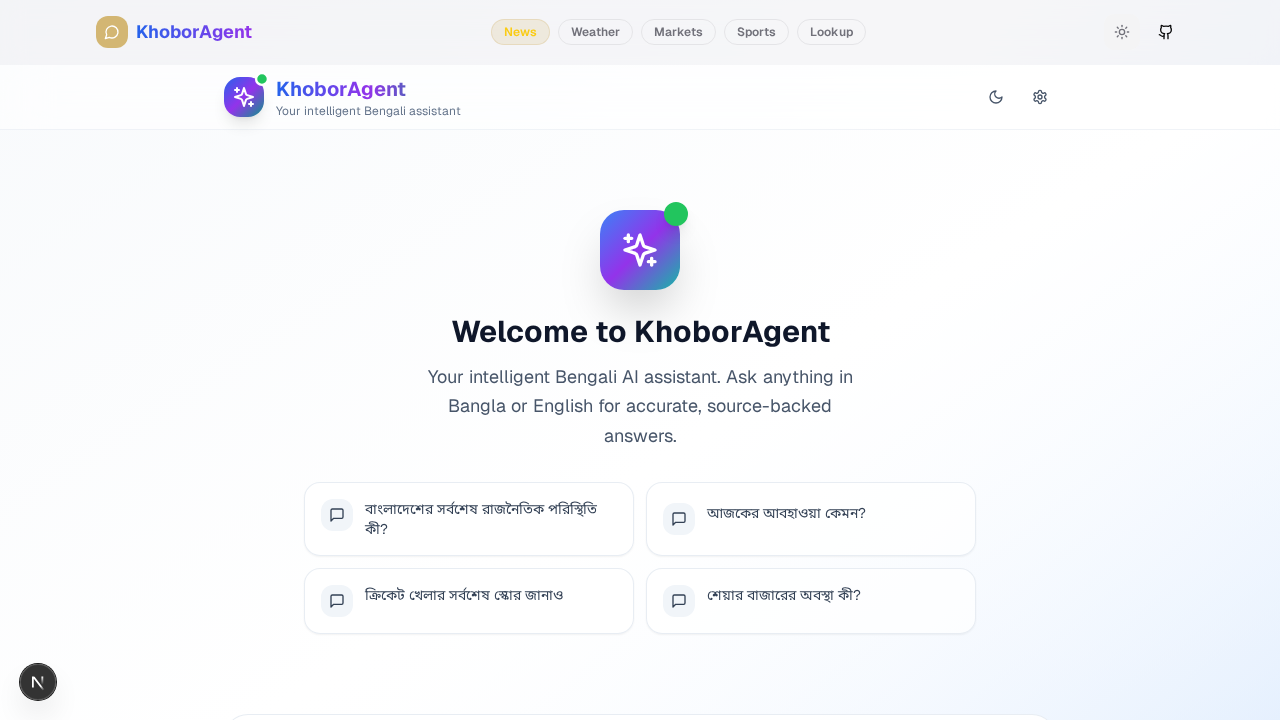 KhoborAgent
News
Weather
Markets
Sports
Lookup
KhoborAgent
Your intelligent Bengali assistant
Welcome to KhoborAgent
Your intelligent Bengali AI assistant. Ask anything in
Bangla or English for accurate, source-backed
answers.
বাংলাদেশের সর্বশেষ রাজনৈতিক পরিস্থিতি
কী?
আজকের আবহাওয়া কেমন?
ক্রিকেট খেলার সর্বশেষ স্কোর জানাও
শেয়ার বাজারের অবস্থা কী?
N